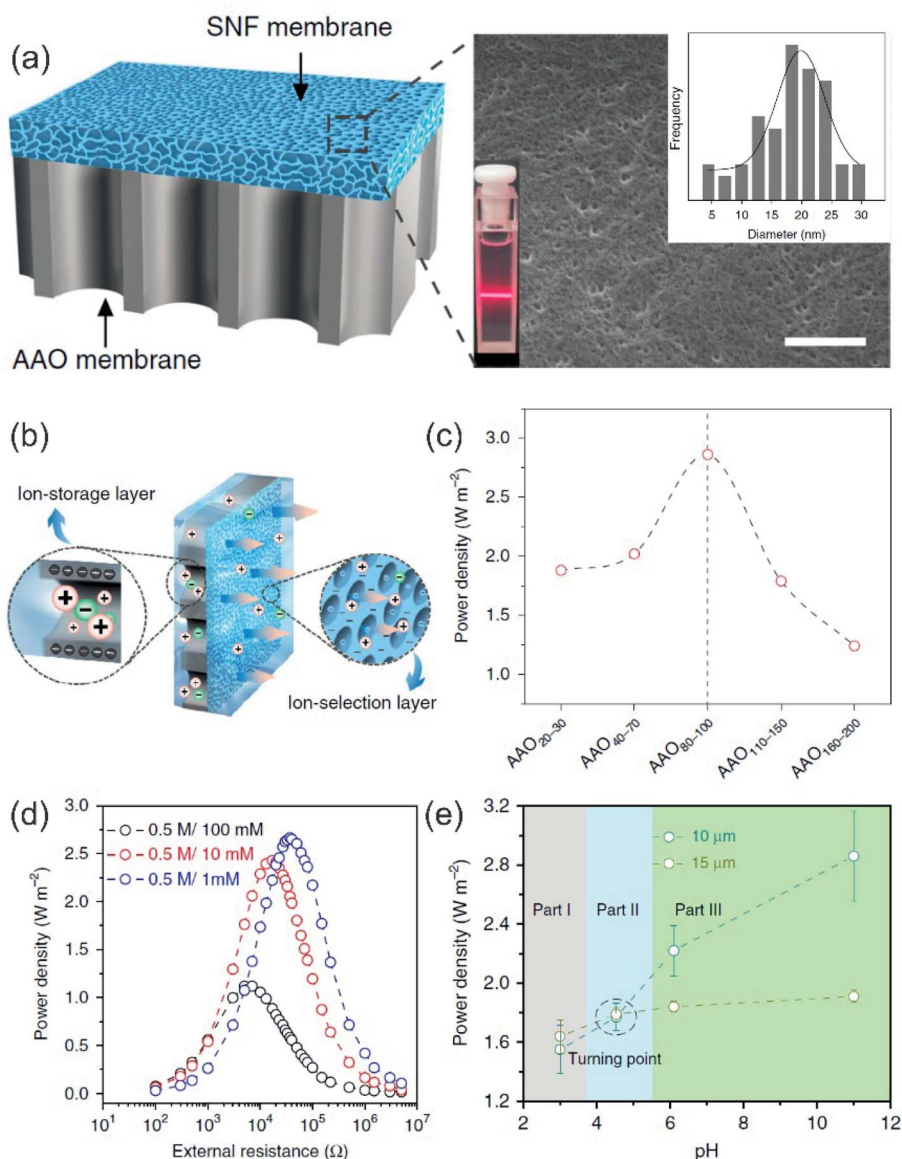 (a)
SNF membrane
AAO membrane
Frequency
5 10 15 20 24 30
Diameter (nm)
(b)
Ion-storage layer
Ion-selection layer
(c)
Power density (W m⁻²)
3.0
2.5
2.0
1.5
1.0
AAO₂₀₋₃₀
AAO₄₀₋₇₀
AAO₈₀₋₁₀₀
AAO₁₁₀₋₁₅₀
AAO₁₆₀₋₂₀₀
(d)
Power density (W m⁻²)
3.0
2.5
2.0
1.5
1.0
0.5
0.0
0.5 M/ 100 mM
0.5 M/ 10 mM
0.5 M/ 1mM
10¹ 10² 10³ 10⁴ 10⁵ 10⁶ 10⁷
External resistance (Ω)
(e)
Power density (W m⁻²)
3.2
2.8
2.4
2.0
1.6
1.2
10 μm
15 μm
Part I
Part II
Part III
Turning point
2 4 6 8 10 12
pH